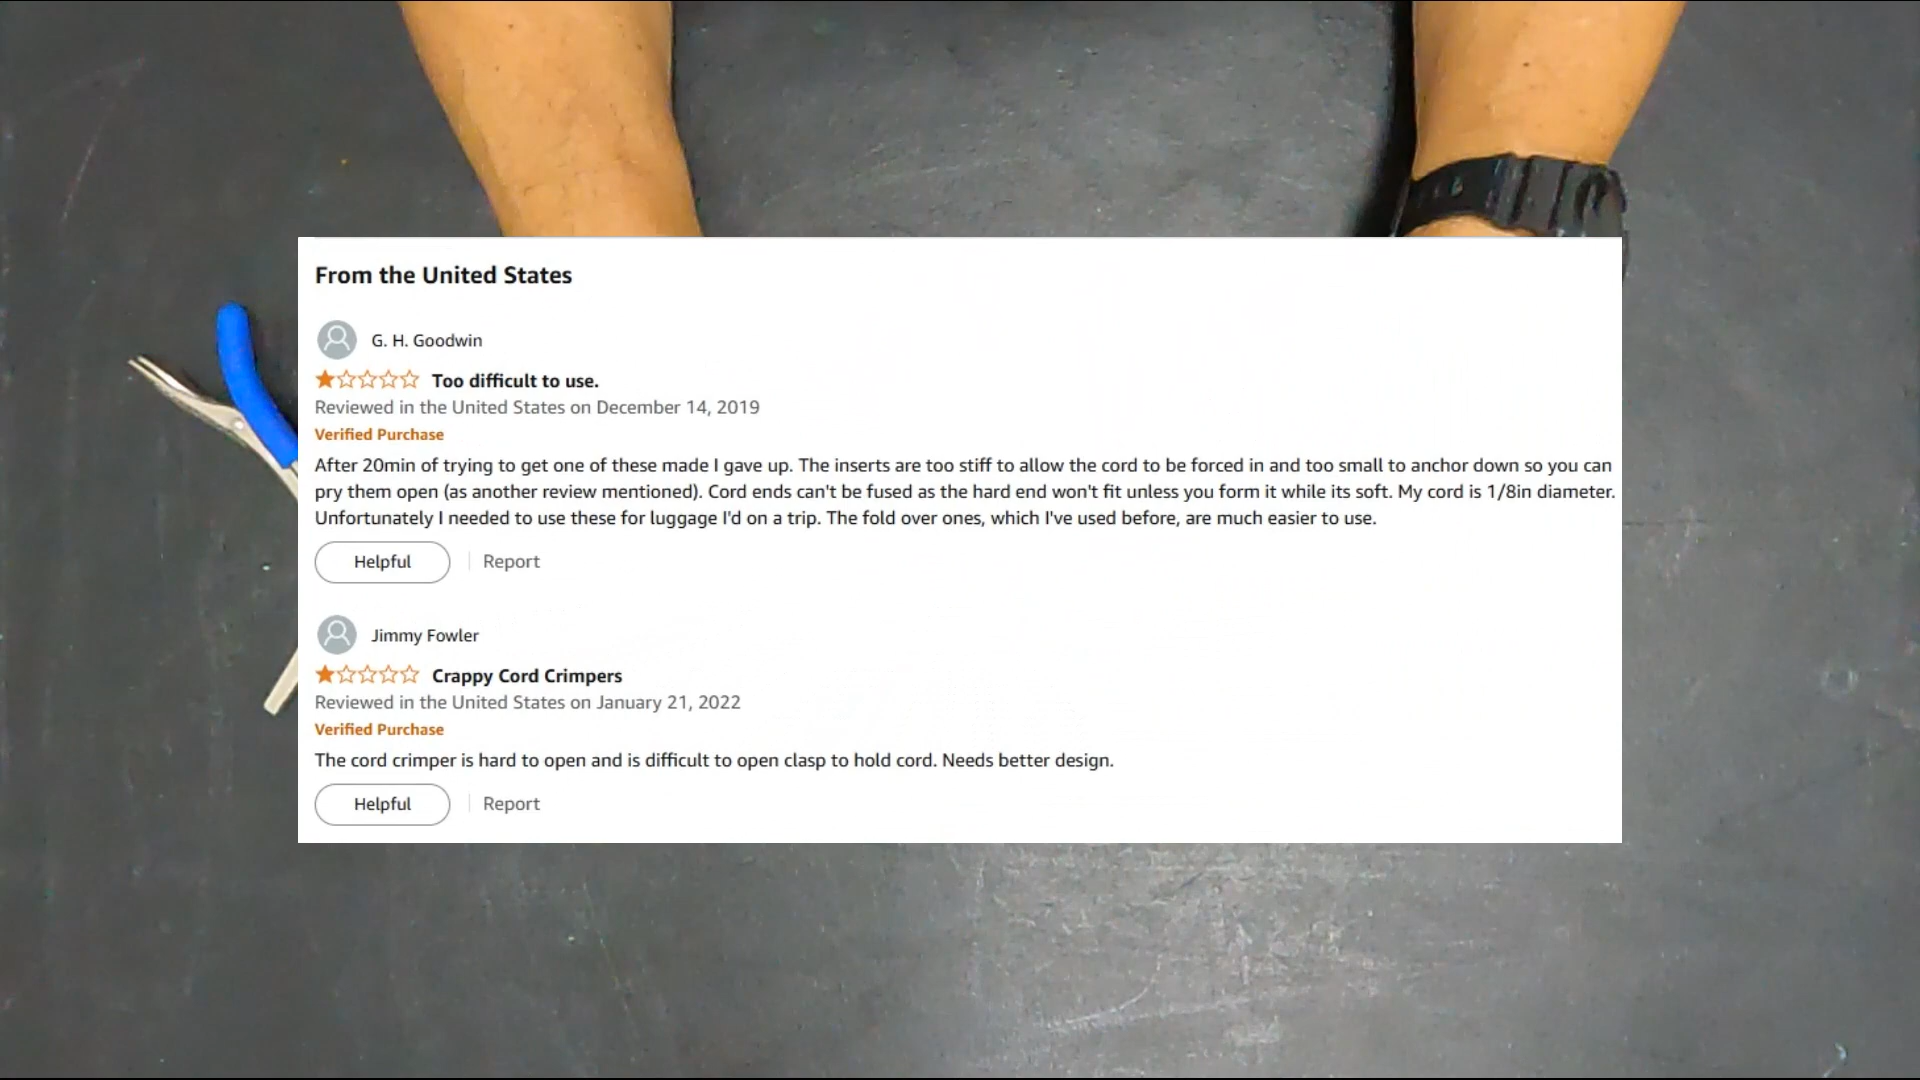 From the United States
G. H. Goodwin
Too difficult to use.
Reviewed in the United States on December 14, 2019
Verified Purchase
After 20min of trying to get one of these made I gave up. The inserts are too stiff to allow the cord to be forced in and too small to anchor down so you can
pry them open (as another review mentioned). Cord ends can't be fused as the hard end won't fit unless you form it while its soft. My cord is 1/8in diameter.
Unfortunately I needed to use these for luggage I'd on a trip. The fold over ones, which I've used before, are much easier to use.
Helpful
Report
Jimmy Fowler
Crappy Cord Crimpers
Reviewed in the United States on January 21, 2022
Verified Purchase
The cord crimper is hard to open and is difficult to open clasp to hold cord. Needs better design.
Helpful
Report